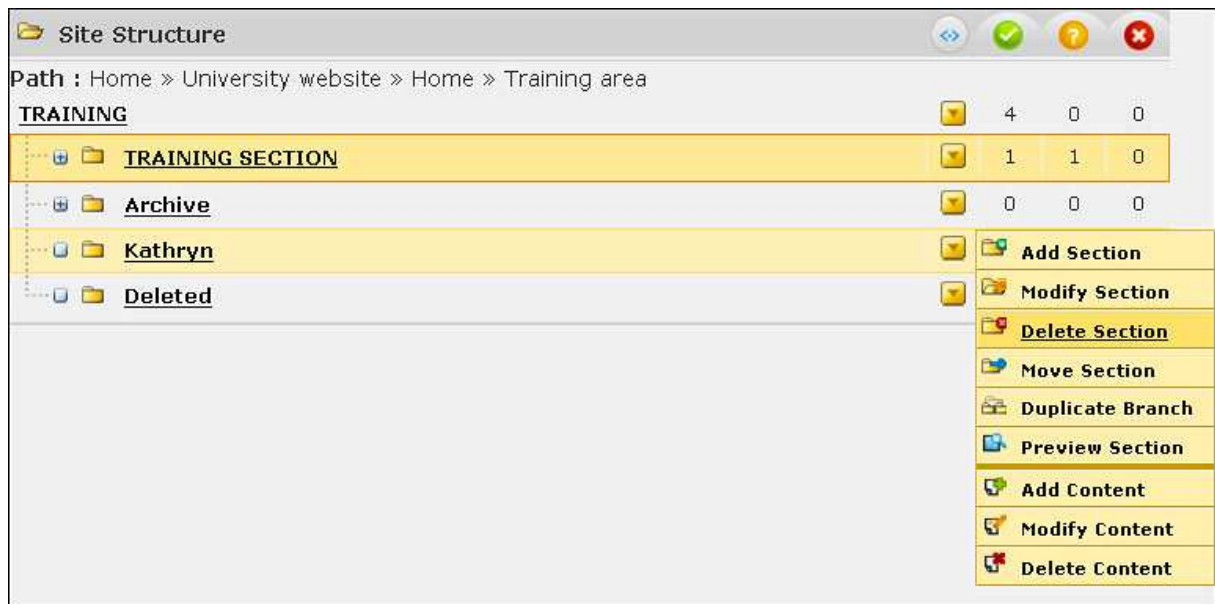 Site Structure
Path : Home » University website » Home » Training area
TRAINING 4 0 0
TRAINING SECTION 1 1 0
Archive 0 0 0
Kathryn
Deleted
Add Section
Modify Section
Delete Section
Move Section
Duplicate Branch
Preview Section
Add Content
Modify Content
Delete Content